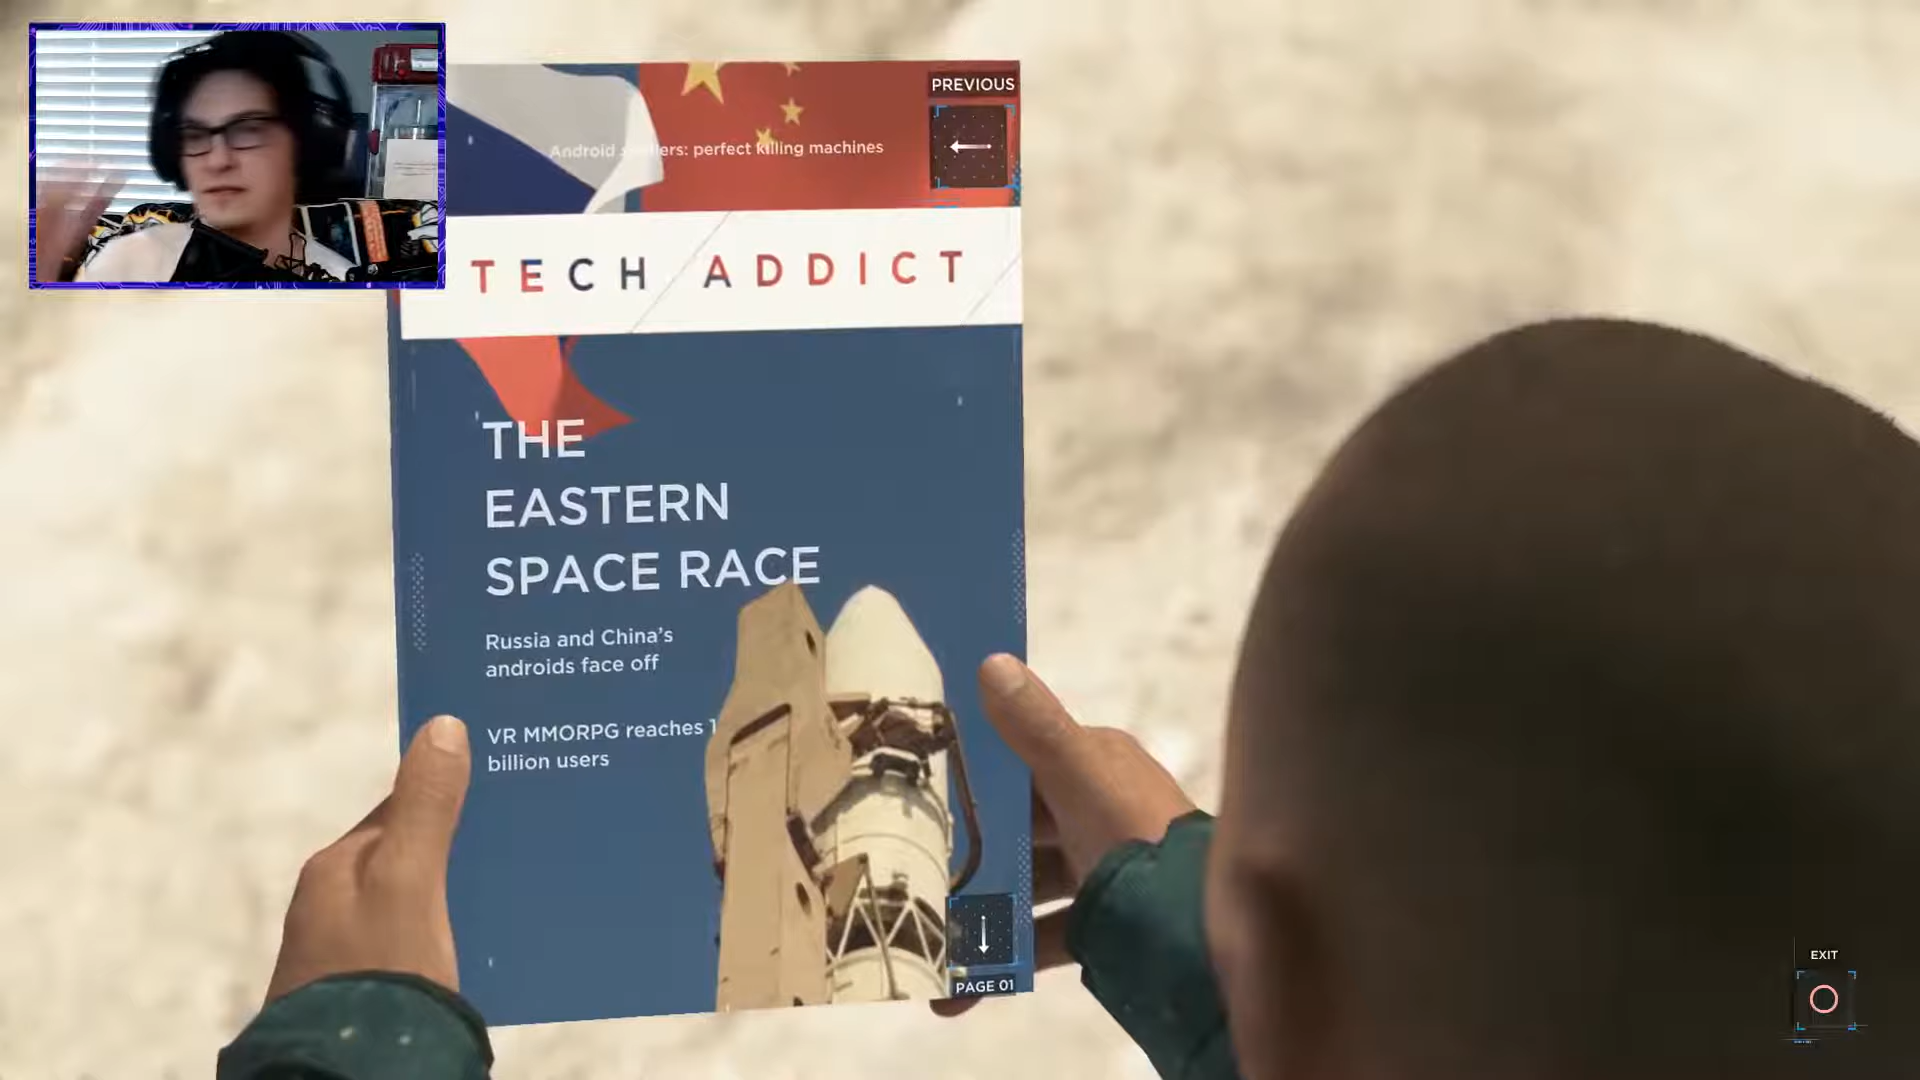 PREVIOUS
Android killing machines: perfect
TECH ADDICT
THE
EASTERN
SPACE RACE
Russia and China's
androids face off
VR MMORPG reaches 1
billion users
PAGE 01
EXIT